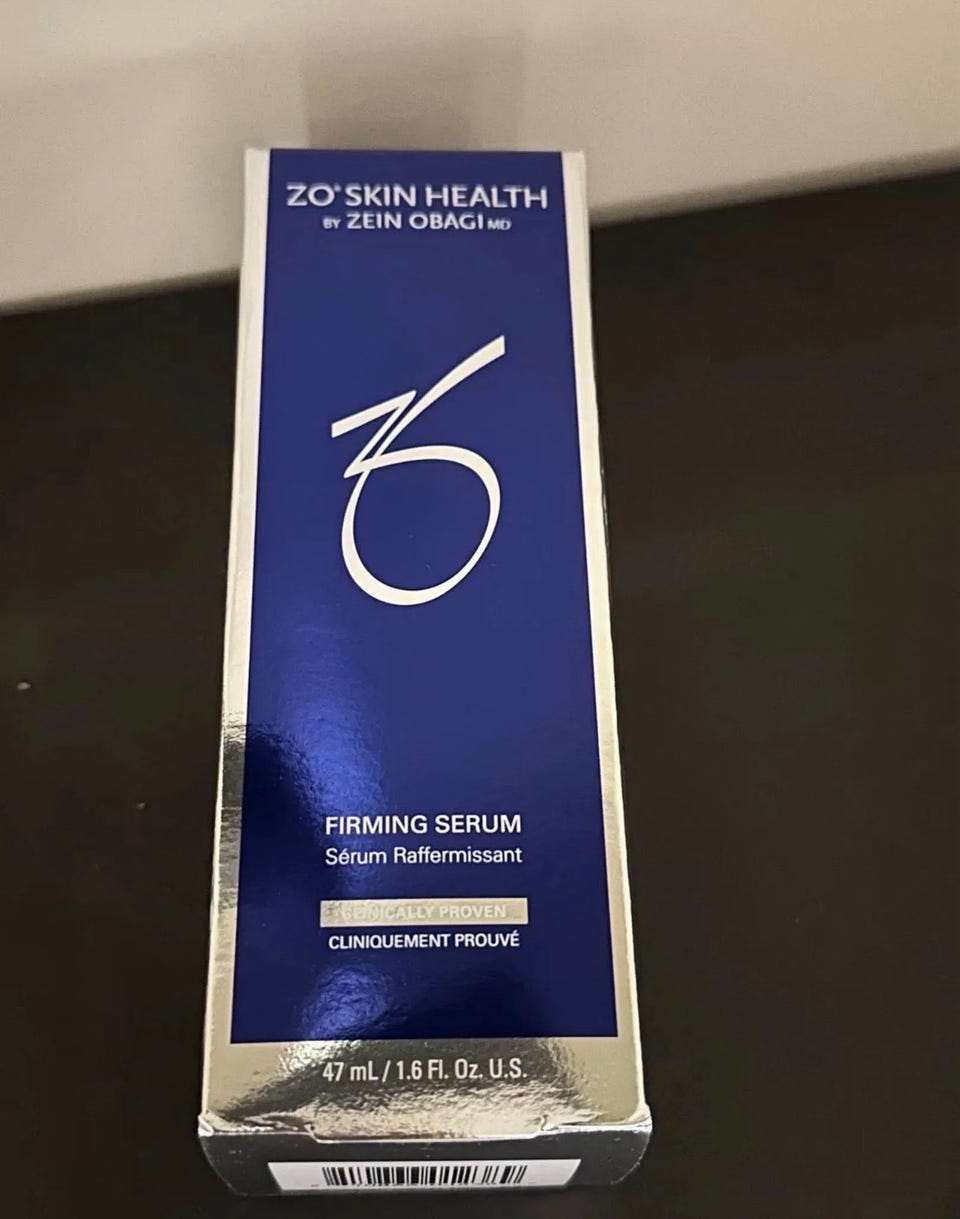 ZO® SKIN HEALTH
BY ZEIN OBAGI MD
FIRMING SERUM
Sérum Raffermissant
CLINICALLY PROVEN
CLINIQUEMENT PROUVÉ
47 mL / 1.6 Fl. Oz. U.S.